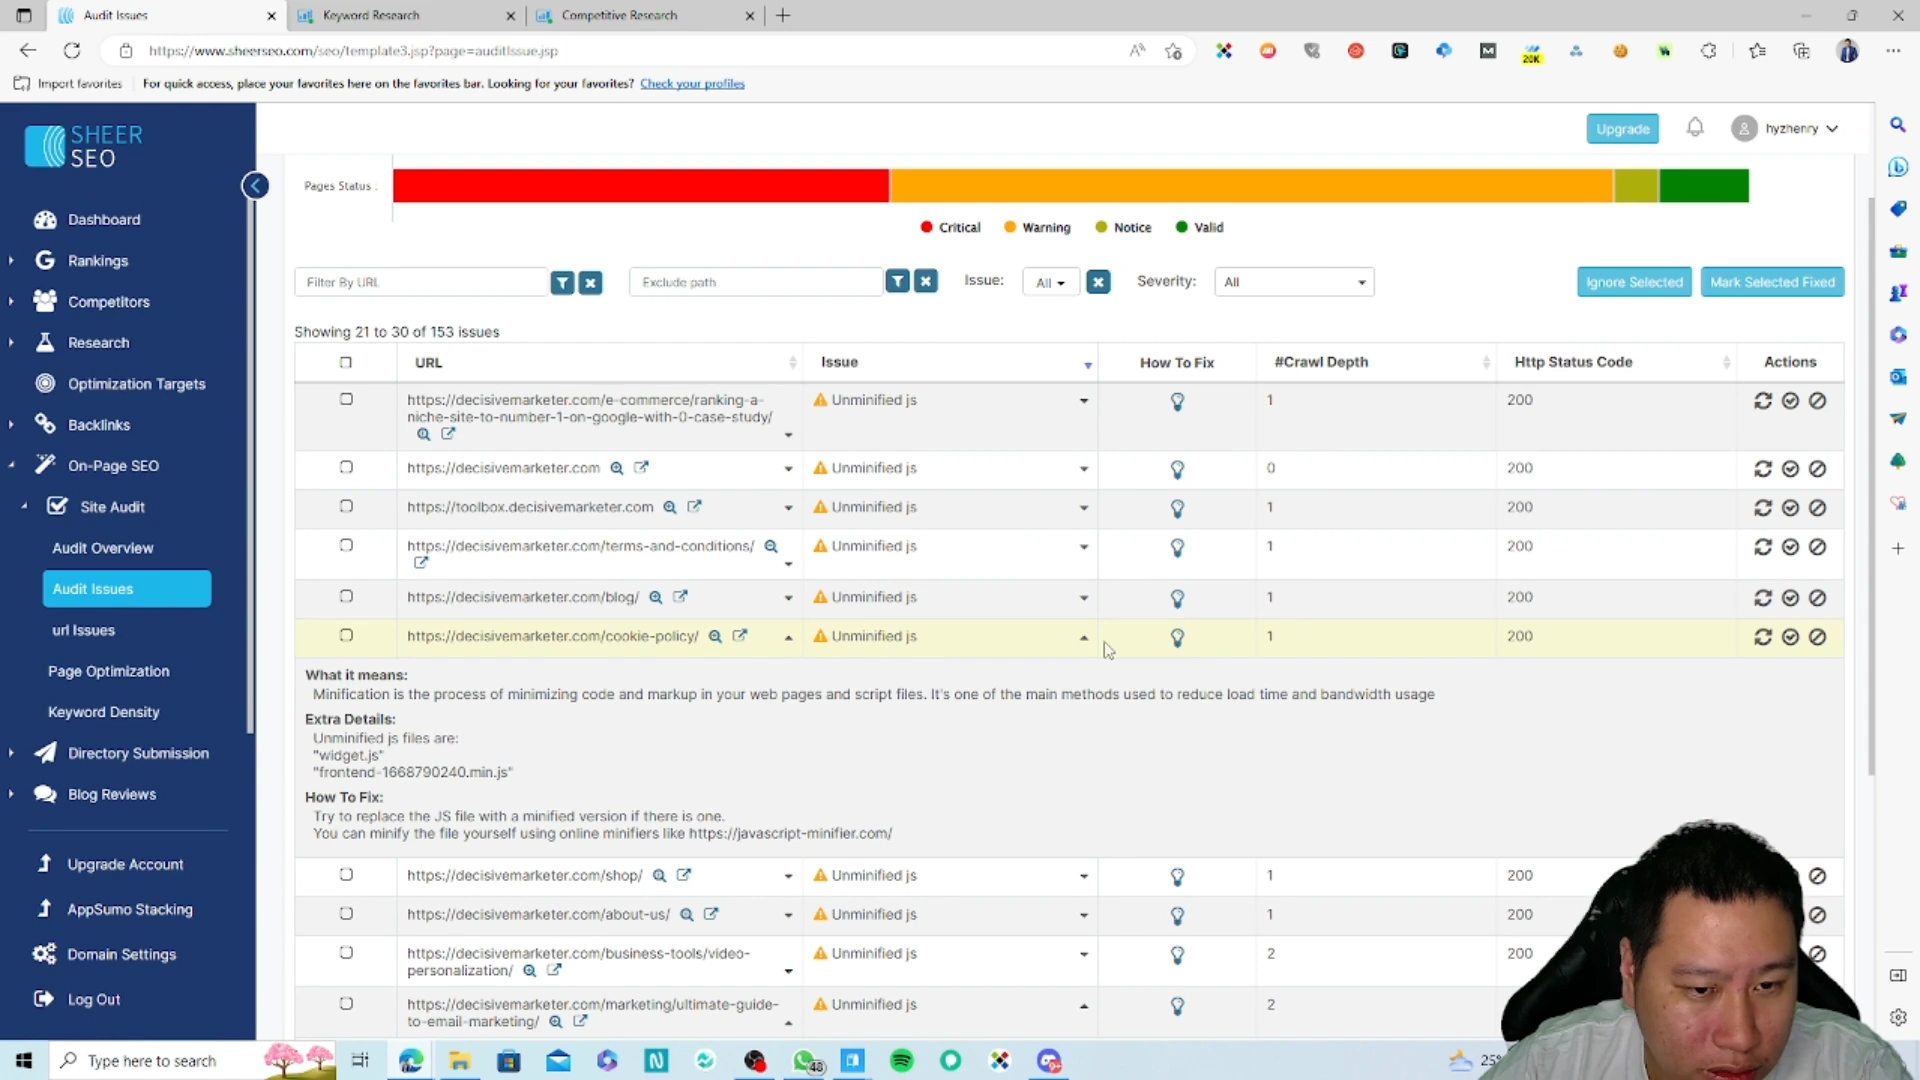 Audit Issues
Keyword Research
Competitive Research
https://www.sheerseo.com/seo/template3.jsp?page=auditIssue.jsp
20K
Import favorites
For quick access, place your favorites here on the favorites bar. Looking for your favorites? Check your profiles
SHEER
SEO
Upgrade
hyzhenry
Dashboard
Rankings
Competitors
Research
Optimization Targets
Backlinks
On-Page SEO
Site Audit
Audit Overview
Audit Issues
url Issues
Page Optimization
Keyword Density
Directory Submission
Blog Reviews
Upgrade Account
AppSumo Stacking
Domain Settings
Log Out
Pages Status .
Critical Warning Notice Valid
Filter By URL
Exclude path
Issue: All
Severity: All
Ignore Selected
Mark Selected Fixed
Showing 21 to 30 of 153 issues
URL Issue How To Fix #Crawl Depth Http Status Code Actions
https://decisivemarketer.com/e-commerce/ranking-a-
niche-site-to-number-1-on-google-with-0-case-study/
Unminified js 1 200
https://decisivemarketer.com Unminified js 0 200
https://toolbox.decisivemarketer.com Unminified js 1 200
https://decisivemarketer.com/terms-and-conditions/ Unminified js 1 200
https://decisivemarketer.com/blog/ Unminified js 1 200
https://decisivemarketer.com/cookie-policy/ Unminified js 1 200
What it means:
Minification is the process of minimizing code and markup in your web pages and script files. It's one of the main methods used to reduce load time and bandwidth usage
Extra Details:
Unminified js files are:
"widget.js"
"frontend-1668790240.min.js"
How To Fix:
Try to replace the JS file with a minified version if there is one.
You can minify the file yourself using online minifiers like https://javascript-minifier.com/
https://decisivemarketer.com/shop/ Unminified js 1 200
https://decisivemarketer.com/about-us/ Unminified js 1 200
https://decisivemarketer.com/business-tools/video-
personalization/
Unminified js 2 200
https://decisivemarketer.com/marketing/ultimate-guide-
to-email-marketing/
Unminified js 2
Type here to search
48
25°